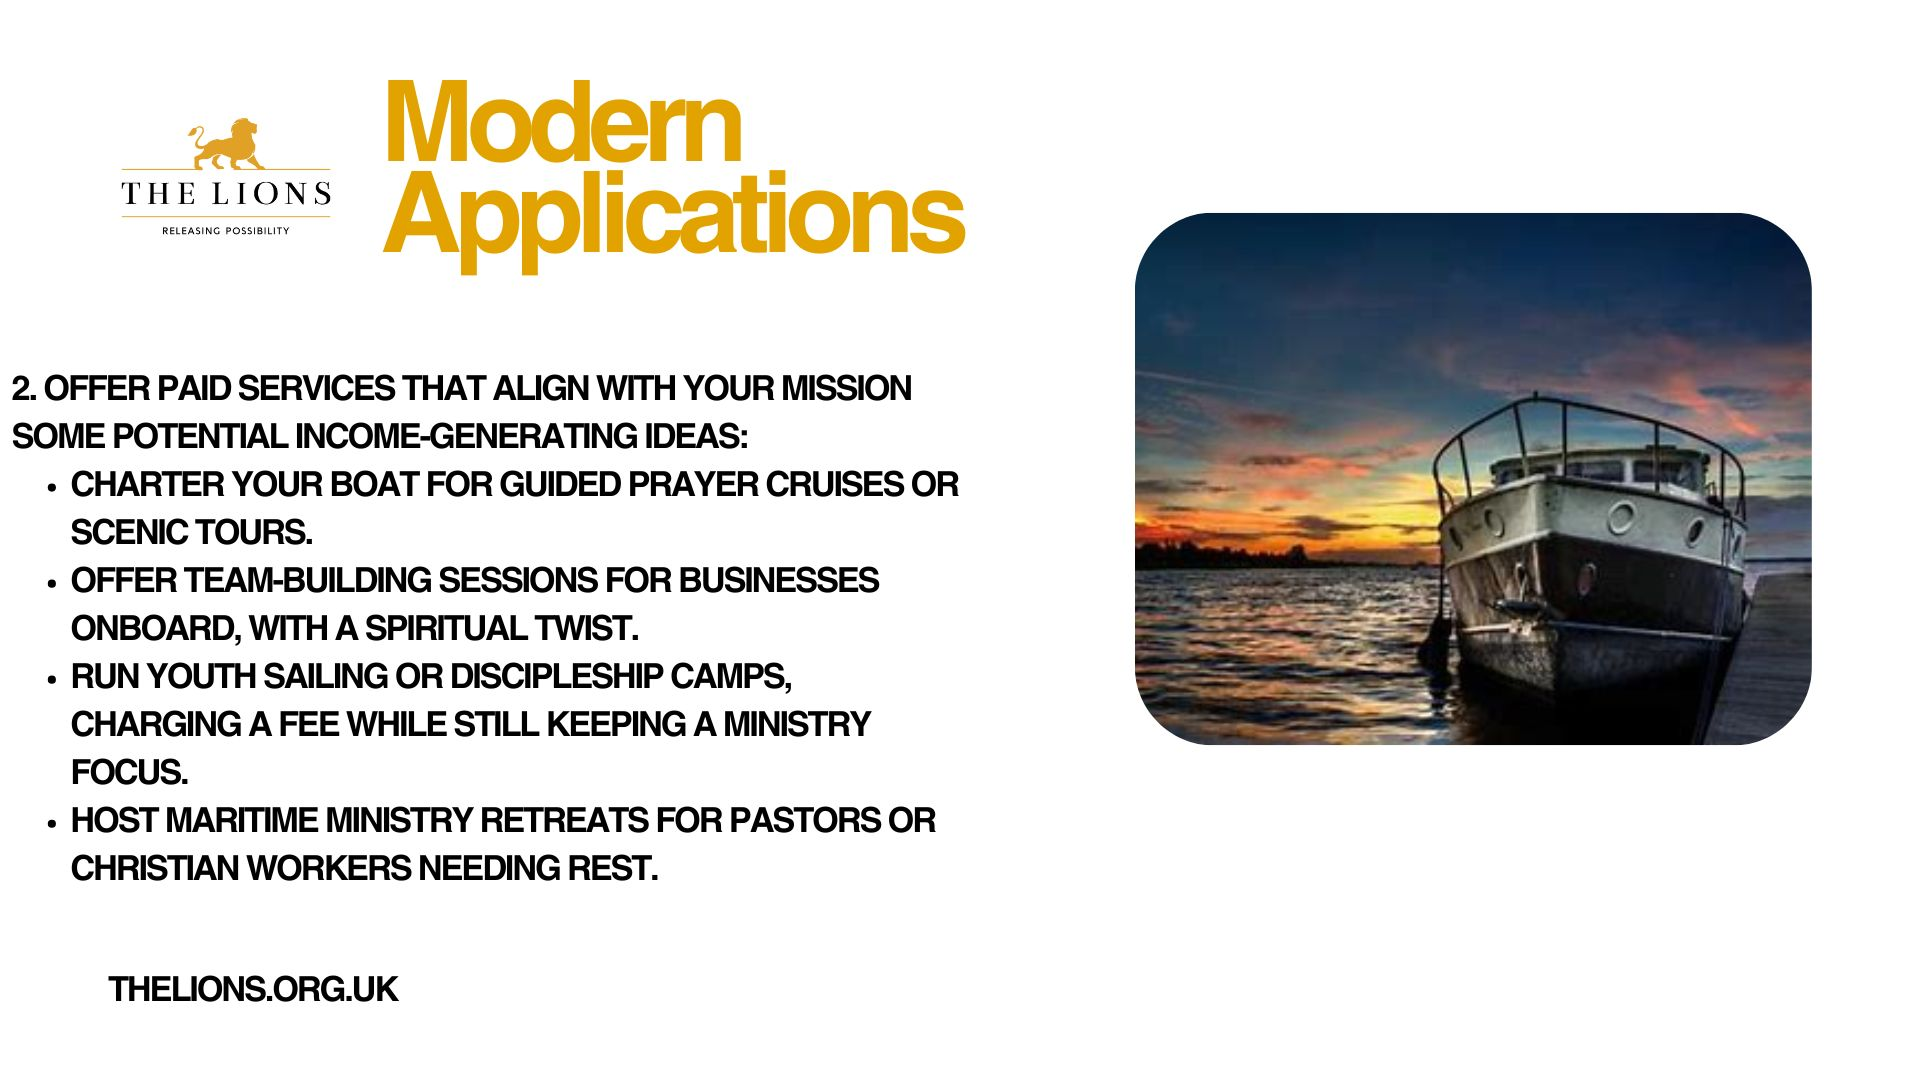 THE LIONS
RELEASING POSSIBILITY
Modern
Applications
2. OFFER PAID SERVICES THAT ALIGN WITH YOUR MISSION
SOME POTENTIAL INCOME-GENERATING IDEAS:
• CHARTER YOUR BOAT FOR GUIDED PRAYER CRUISES OR
SCENIC TOURS.
• OFFER TEAM-BUILDING SESSIONS FOR BUSINESSES
ONBOARD, WITH A SPIRITUAL TWIST.
• RUN YOUTH SAILING OR DISCIPLESHIP CAMPS,
CHARGING A FEE WHILE STILL KEEPING A MINISTRY
FOCUS.
• HOST MARITIME MINISTRY RETREATS FOR PASTORS OR
CHRISTIAN WORKERS NEEDING REST.
THELIONS.ORG.UK